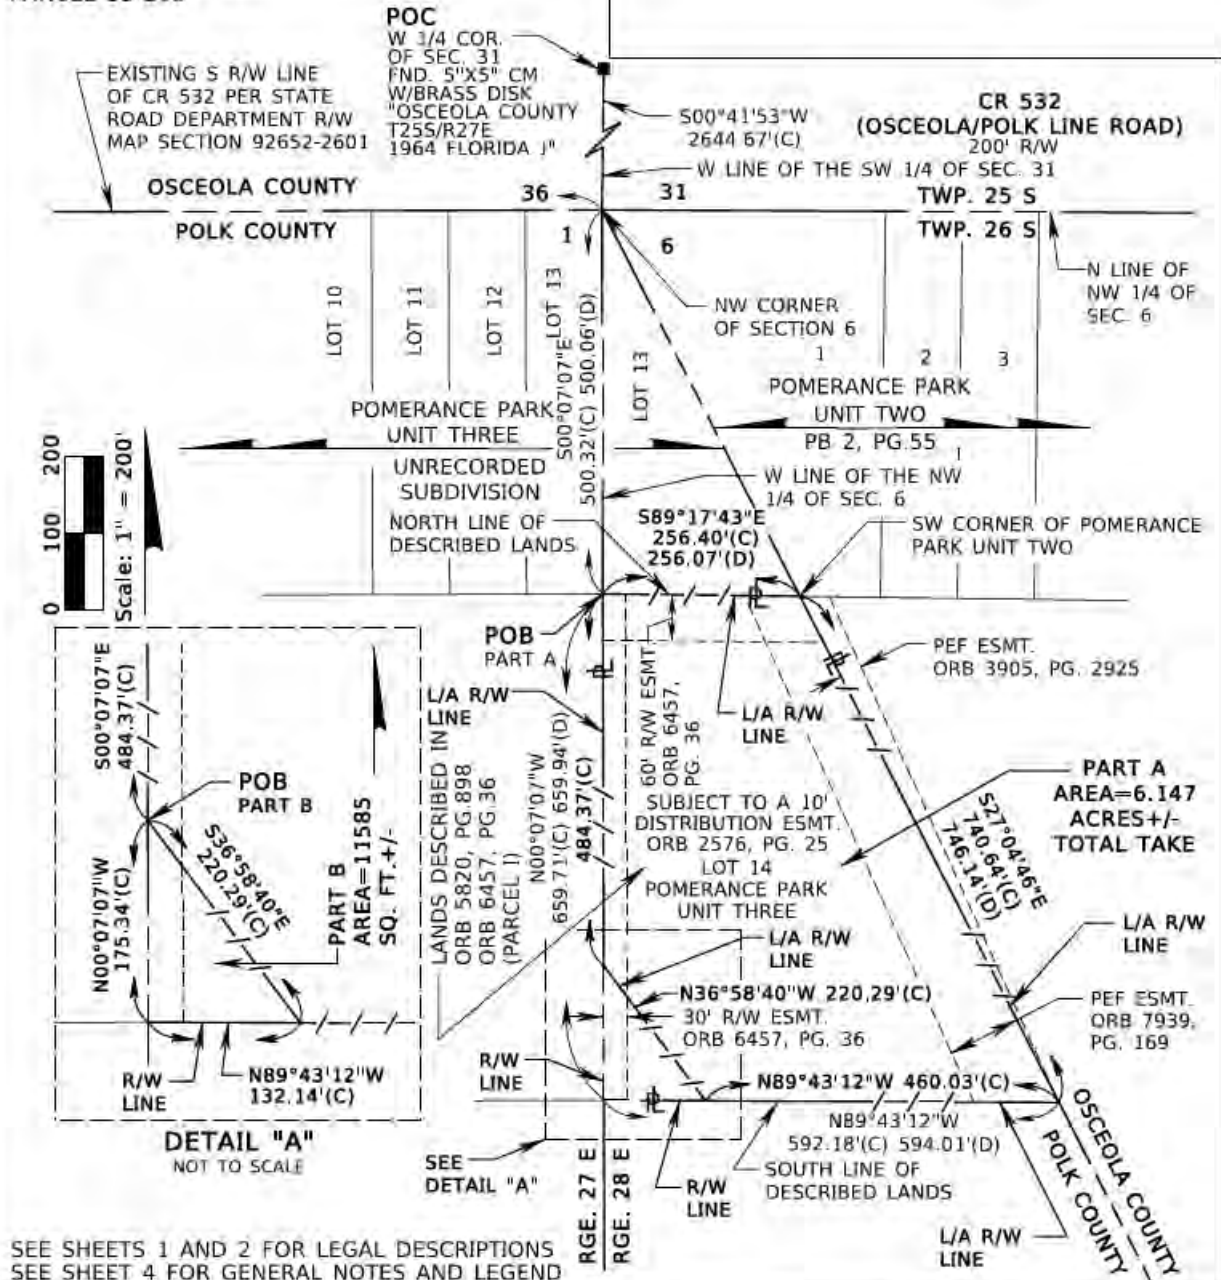 POC
W 1/4 COR.
OF SEC. 31
FND. 5"X5" CM
W/BRASS DISK
"OSCEOLA COUNTY
T25S/R27E
1964 FLORIDA J"
EXISTING S R/W LINE
OF CR 532 PER STATE
ROAD DEPARTMENT R/W
MAP SECTION 92652-2601
S00°41'53"W
2644.67'(C)
CR 532
(OSCEOLA/POLK LINE ROAD)
200' R/W
W LINE OF THE SW 1/4 OF SEC. 31
OSCEOLA COUNTY
36
31
TWP. 25 S
POLK COUNTY
1
6
TWP. 26 S
N LINE OF
NW 1/4 OF
SEC. 6
LOT 10
LOT 11
LOT 12
LOT 13
S00°07'07"E
500.32'(C) 500.06'(D)
LOT 13
NW CORNER
OF SECTION 6
1
2
3
POMERANCE PARK
UNIT TWO
PB 2, PG.55
1
POMERANCE PARK
UNIT THREE
UNRECORDED
SUBDIVISION
W LINE OF THE NW
1/4 OF SEC. 6
200
100
0
Scale: 1" = 200'
NORTH LINE OF
DESCRIBED LANDS
S89°17'43"E
256.40'(C)
256.07'(D)
SW CORNER OF POMERANCE
PARK UNIT TWO
POB
PART A
PEF ESMT.
ORB 3905, PG. 2925
L/A R/W
LINE
60' R/W ESMT
ORB 6457,
PG. 36
L/A R/W
LINE
LANDS DESCRIBED IN
ORB 5820, PG.898
ORB 6457, PG.36
(PARCEL I)
N00°07'07"W
659.71'(C) 659.94'(D)
484.37'(C)
SUBJECT TO A 10'
DISTRIBUTION ESMT.
ORB 2576, PG. 25
LOT 14
POMERANCE PARK
UNIT THREE
PART A
AREA=6.147
ACRES+/-
TOTAL TAKE
S27°04'46"E
740.64'(C)
746.14'(D)
L/A R/W
LINE
L/A R/W
LINE
N36°58'40"W 220.29'(C)
30' R/W ESMT.
ORB 6457, PG. 36
PEF ESMT.
ORB 7939,
PG. 169
R/W
LINE
N89°43'12"W 460.03'(C)
N89°43'12"W
592.18'(C) 594.01'(D)
SOUTH LINE OF
DESCRIBED LANDS
R/W
LINE
L/A R/W
LINE
OSCEOLA COUNTY
POLK COUNTY
RGE. 27 E
RGE. 28 E
SEE
DETAIL "A"
S00°07'07"E
484.37'(C)
POB
PART B
S36°58'40"E
220.29'(C)
PART B
AREA=11585
SQ. FT.+/-
N00°07'07"W
175.34'(C)
R/W
LINE
N89°43'12"W
132.14'(C)
DETAIL "A"
NOT TO SCALE
SEE SHEETS 1 AND 2 FOR LEGAL DESCRIPTIONS
SEE SHEET 4 FOR GENERAL NOTES AND LEGEND